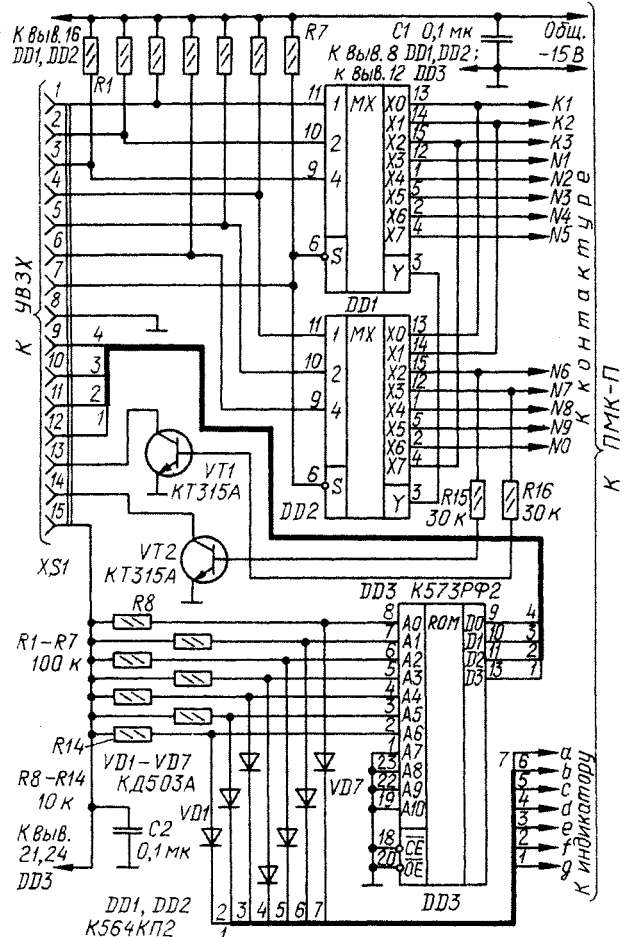 К выв.16
DD1, DD2
R7
C1 0,1 мк
Общ.
-15 В
К выв. 8 DD1, DD2;
к выв.12 DD3
R1
1
2
3
4
5
6
7
8
9
10
11
12
13
14
15
К УВЗХ
XS1
4
3
2
1
11
10
9
6
1
2
4
S
MX
X0
X1
X2
X3
X4
X5
X6
X7
Y
13
14
15
12
1
5
2
4
3
DD1
K1
K2
K3
N1
N2
N3
N4
N5
11
10
9
6
1
2
4
S
MX
X0
X1
X2
X3
X4
X5
X6
X7
Y
13
14
15
12
1
5
2
4
3
DD2
N6
N7
N8
N9
N0
К контактуре
К ПМК-П
VT1
КТ315А
VT2
КТ315А
R15
30 к
R16
30 к
DD3 К573РФ2
R8
R1-R7
100 к
R14
R8-R14
10 к
8
7
6
5
4
3
2
1
23
22
19
18
20
A0
A1
A2
A3
A4
A5
A6
A7
A8
A9
A10
CE
OE
ROM
D0
D1
D2
D3
9
10
11
13
4
3
2
1
DD3
VD1-VD7
КД503А
VD1
VD7
C2
0,1 мк
К выв.
21,24
DD3
DD1, DD2
К564КП2
2
1
3
4
5
6
7
7
6
5
4
3
2
1
a
b
c
d
e
f
g
К индикатору